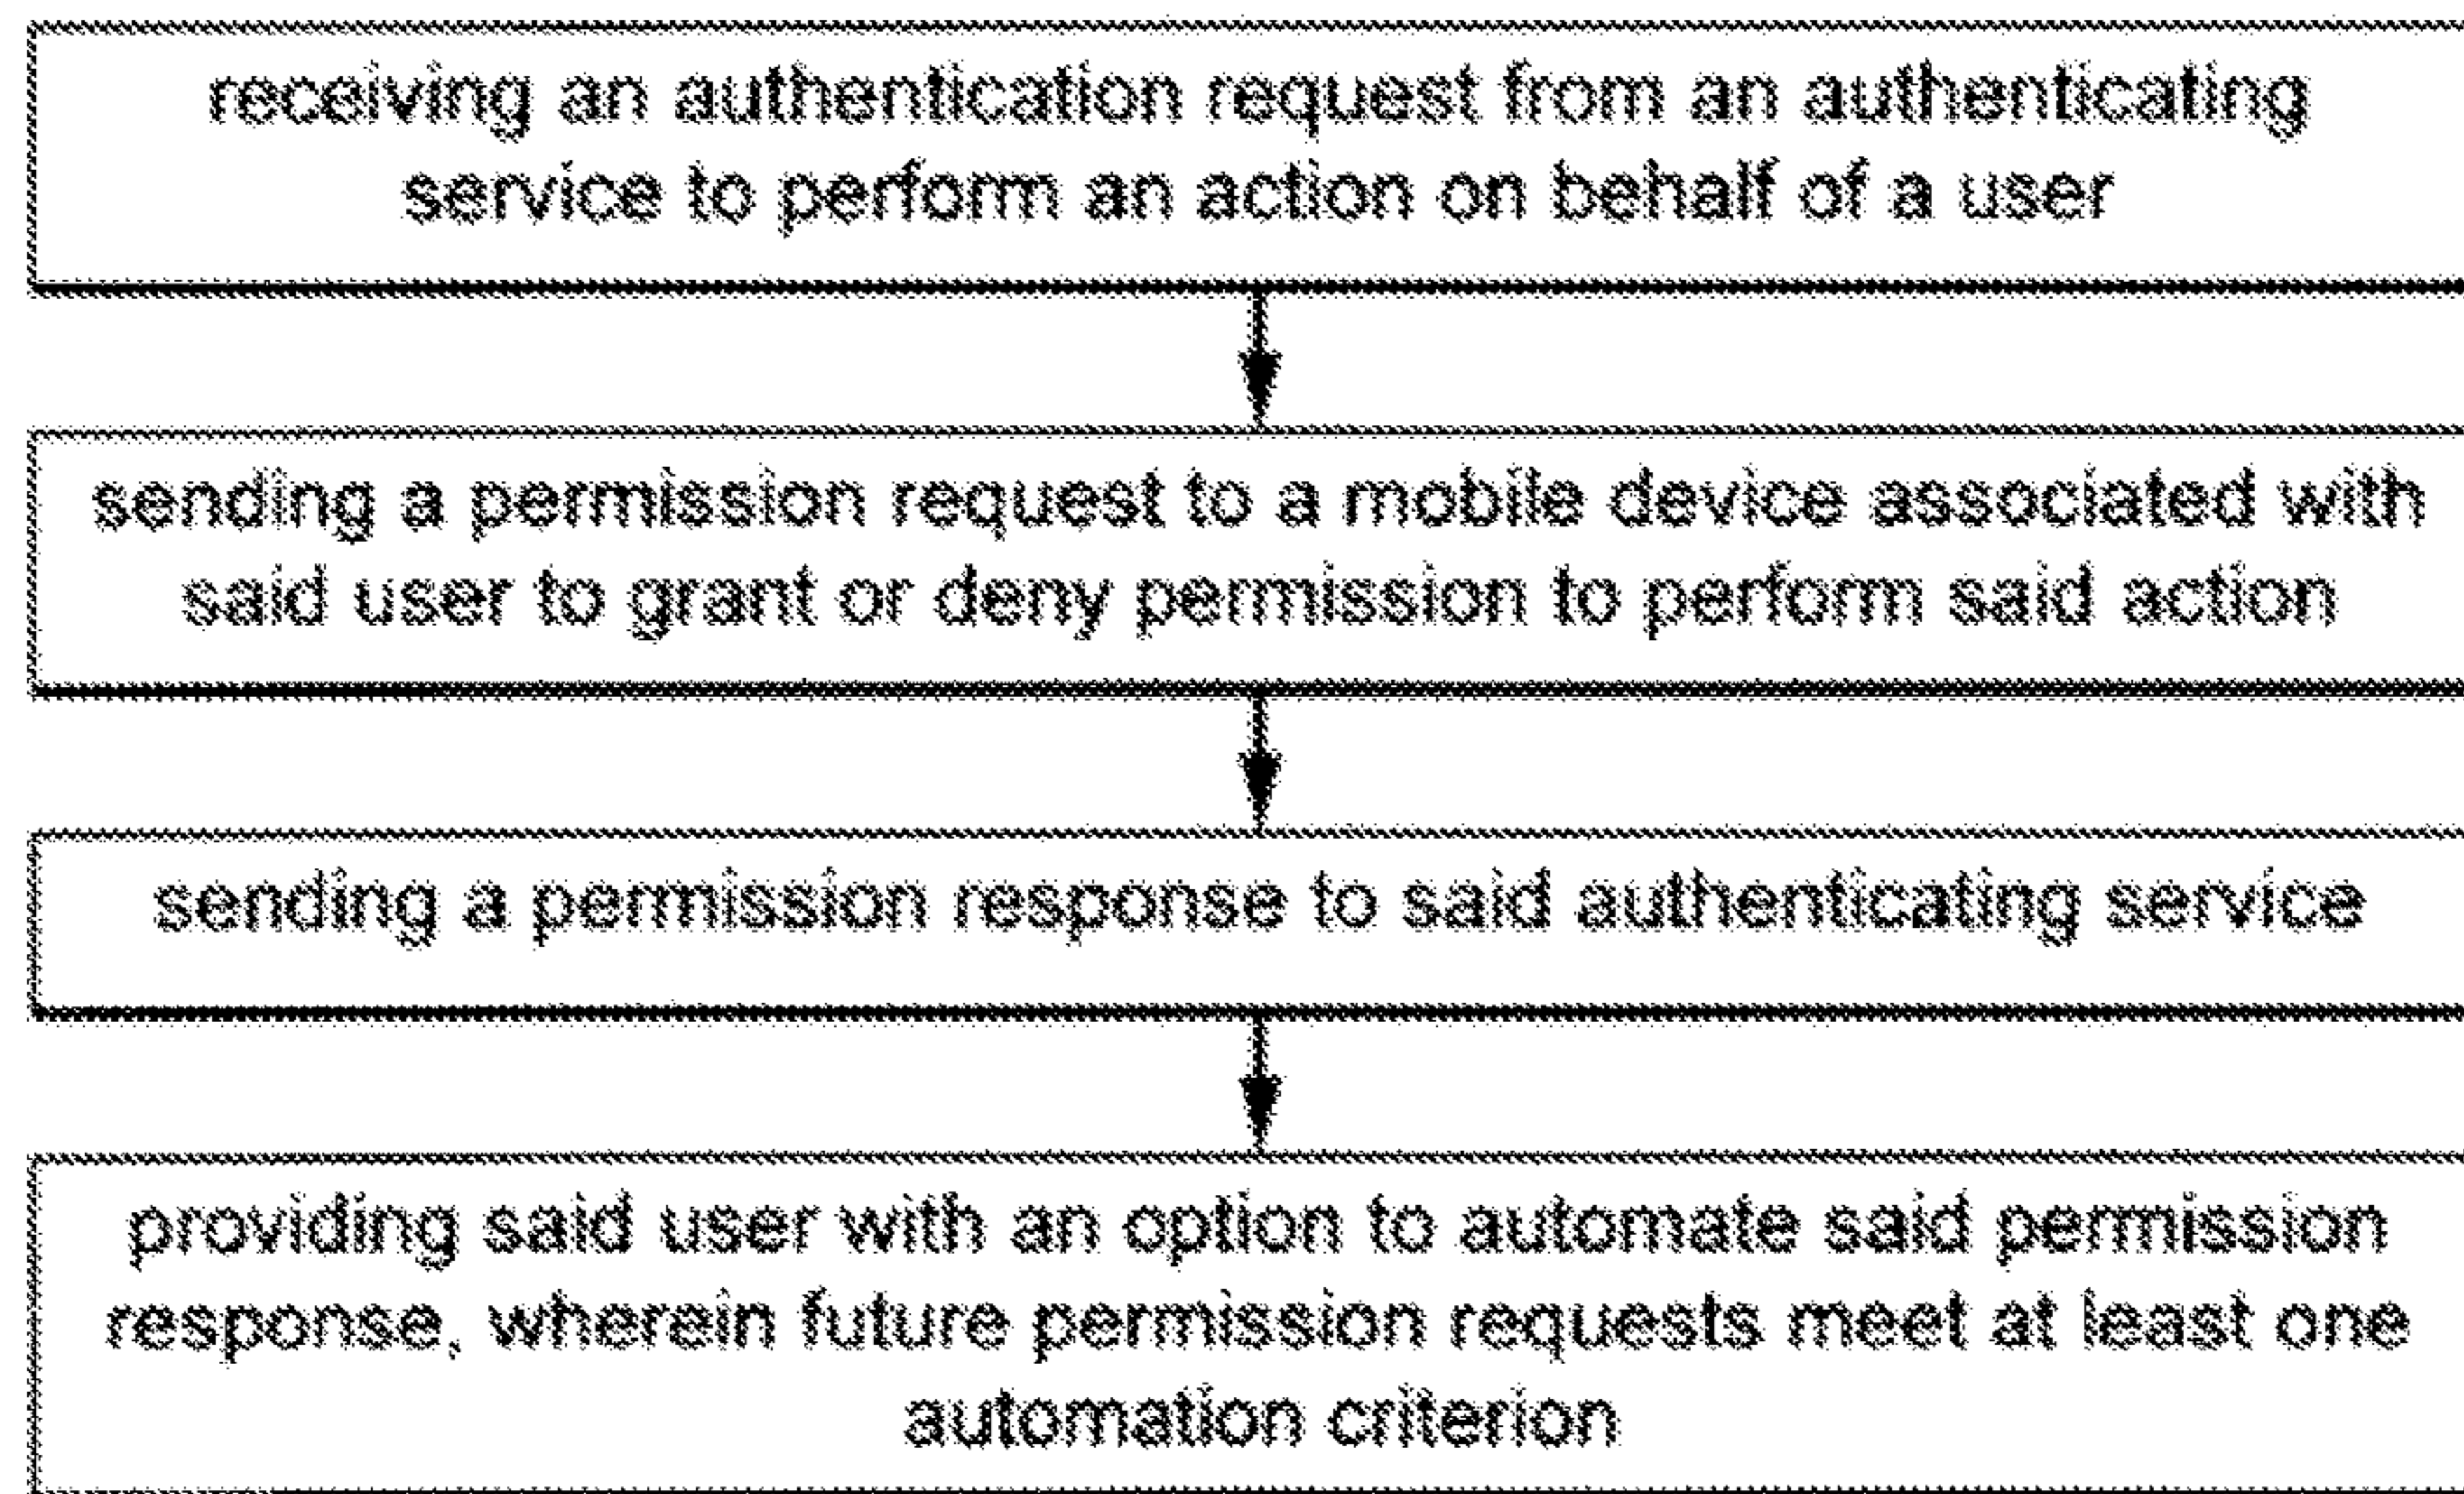 receiving an authentication request from an authenticating
service to perform an action on behalf of a user
sending a permission request to a mobile device associated with
said user to grant or deny permission to perform said action
sending a permission response to said authenticating service
providing said user with an option to automate said permission
response, wherein future permission requests meet at least one
automation criterion